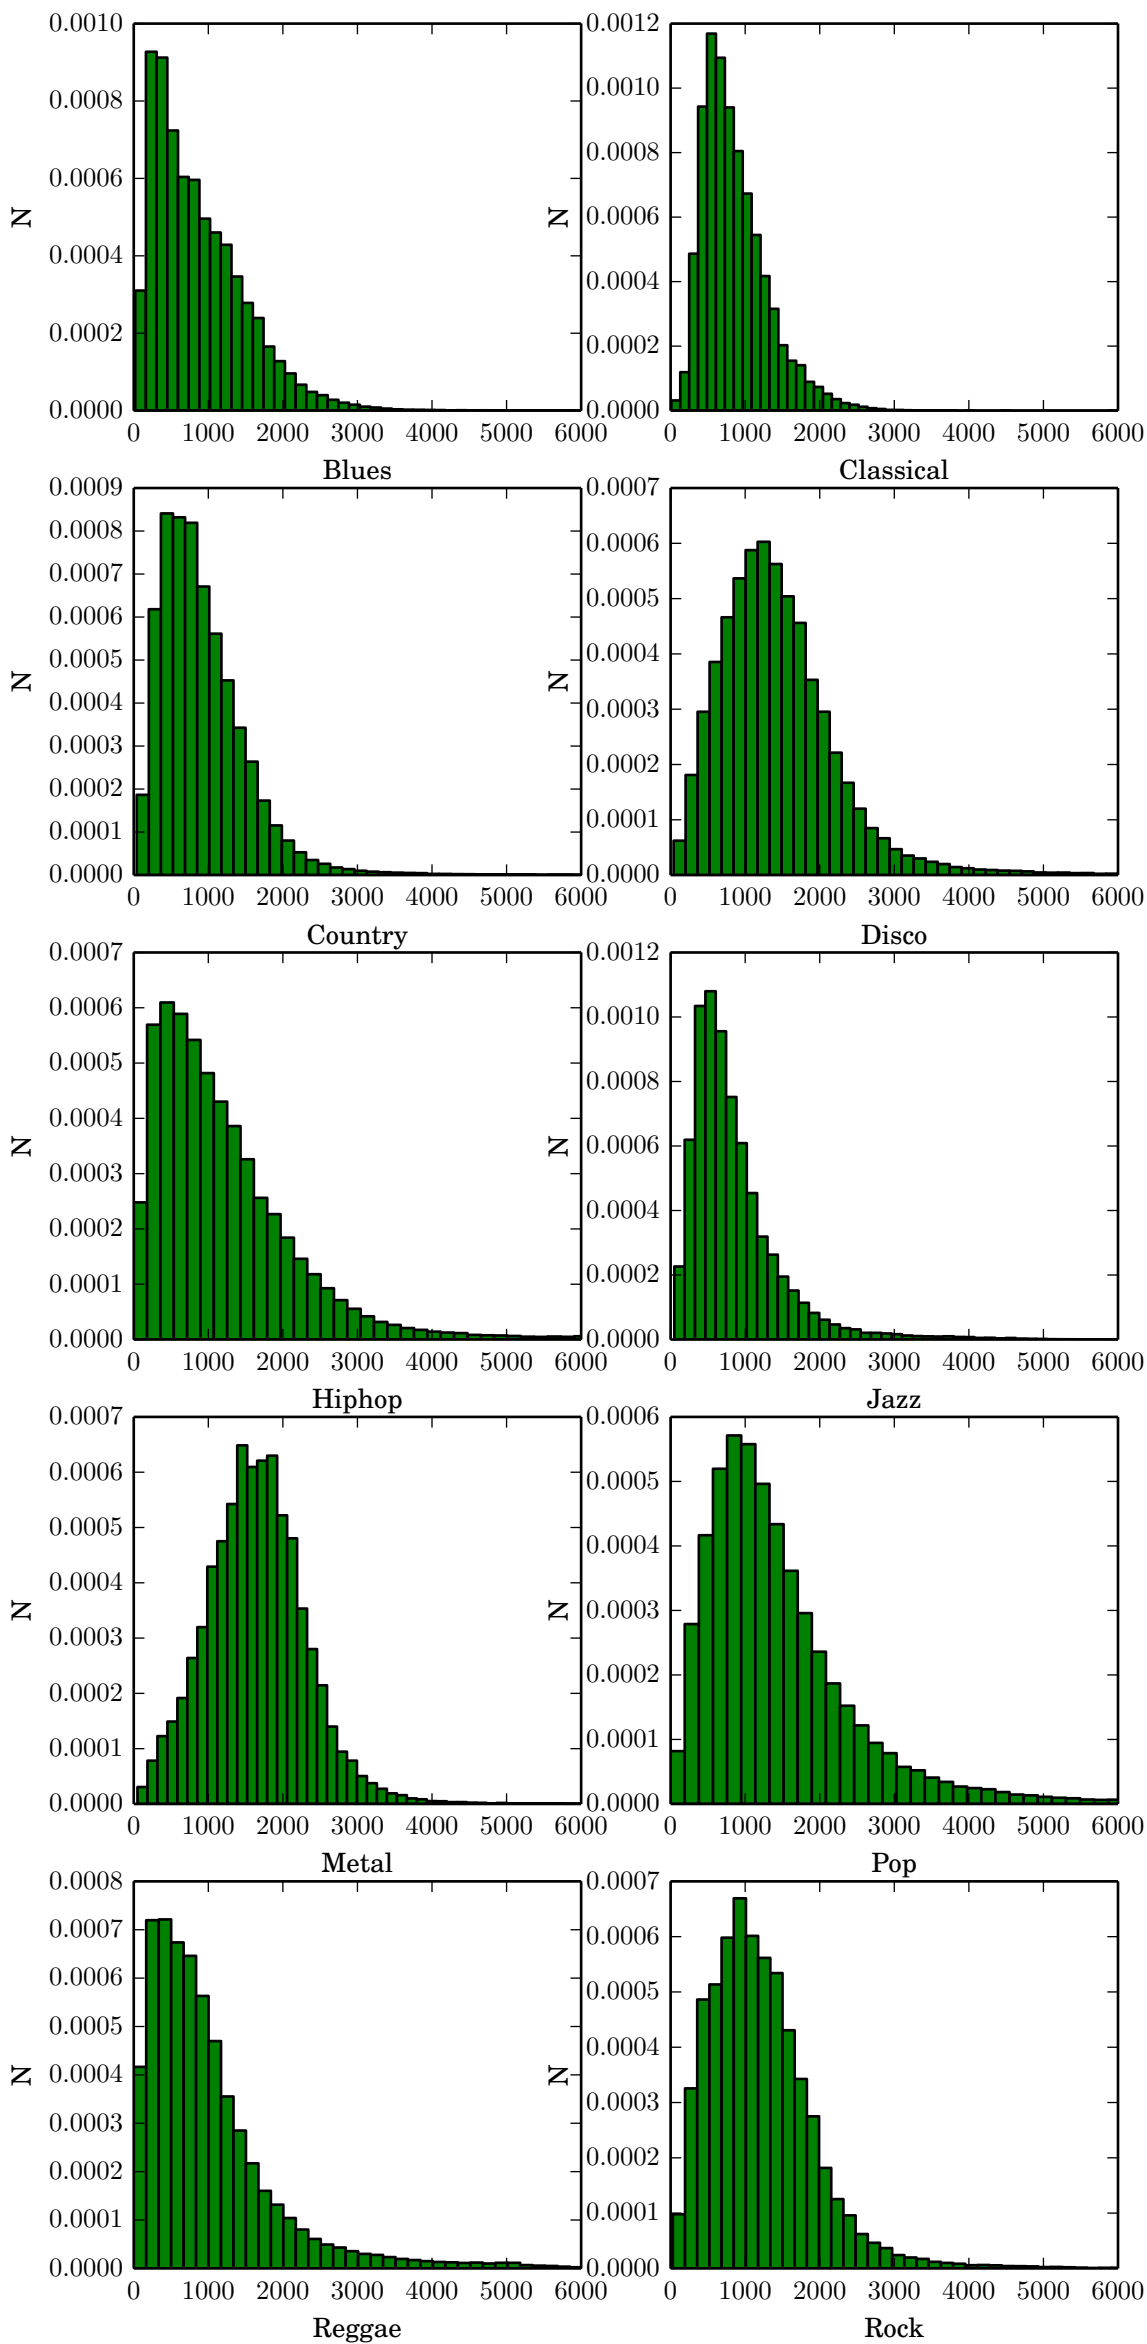 0.0010 0.0012
0.0008 0.0010
0.0006 0.0008
N 0.0004 N 0.0006
0.0002 0.0004
0.0000 0.0002
0.0000
0 1000 2000 3000 4000 5000 6000 0 1000 2000 3000 4000 5000 6000
Blues Classical
0.0009 0.0007
0.0008 0.0006
0.0007 0.0005
0.0006 0.0004
N 0.0005 N 0.0003
0.0004 0.0002
0.0003 0.0001
0.0002 0.0000
0.0001
0.0000
0 1000 2000 3000 4000 5000 6000 0 1000 2000 3000 4000 5000 6000
Country Disco
0.0007 0.0012
0.0006 0.0010
0.0005 0.0008
0.0004 0.0006
N 0.0003 N 0.0004
0.0002 0.0002
0.0001 0.0000
0.0000
0 1000 2000 3000 4000 5000 6000 0 1000 2000 3000 4000 5000 6000
Hiphop Jazz
0.0007 0.0006
0.0006 0.0005
0.0005 0.0004
0.0004 0.0003
N 0.0003 N 0.0002
0.0002 0.0001
0.0001 0.0000
0.0000
0 1000 2000 3000 4000 5000 6000 0 1000 2000 3000 4000 5000 6000
Metal Pop
0.0008 0.0007
0.0007 0.0006
0.0006 0.0005
0.0005 0.0004
N 0.0004 N 0.0003
0.0003 0.0002
0.0002 0.0001
0.0001 0.0000
0.0000
0 1000 2000 3000 4000 5000 6000 0 1000 2000 3000 4000 5000 6000
Reggae Rock